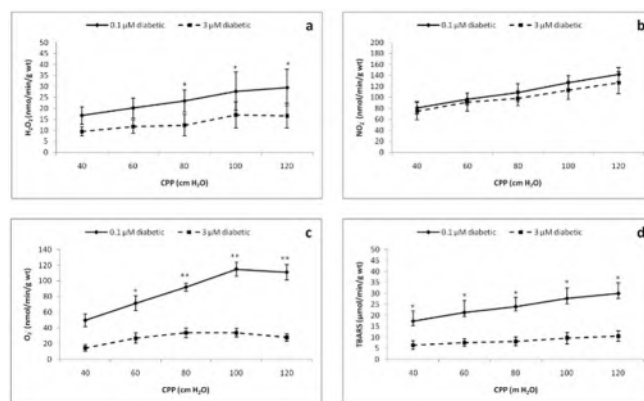 0.1 μM diabetic 3 μM diabetic a
50
45
40
35
30
25
20
15
10
5
0
H₂O₂ (nmo/min/g wt)
* * *
40 60 80 100 120
CPP (cm H₂O)
0.1 μM diabetic 3 μM diabetic b
200
180
160
140
120
100
80
60
40
20
0
NO₂ (nmol/min/g wt)
40 60 80 100 120
CPP (cm H₂O)
0.1 μM diabetic 3 μM diabetic c
140
120
100
80
60
40
20
0
O₂ (nmol/min/g wt)
* ** ** **
40 60 80 100 120
CPP (cm H₂O)
0.1 μM diabetic 3 μM diabetic d
50
45
40
35
30
25
20
15
10
5
0
TBARS (μmol/min/g wt)
* * * * *
40 60 80 100 120
CPP (m H₂O)